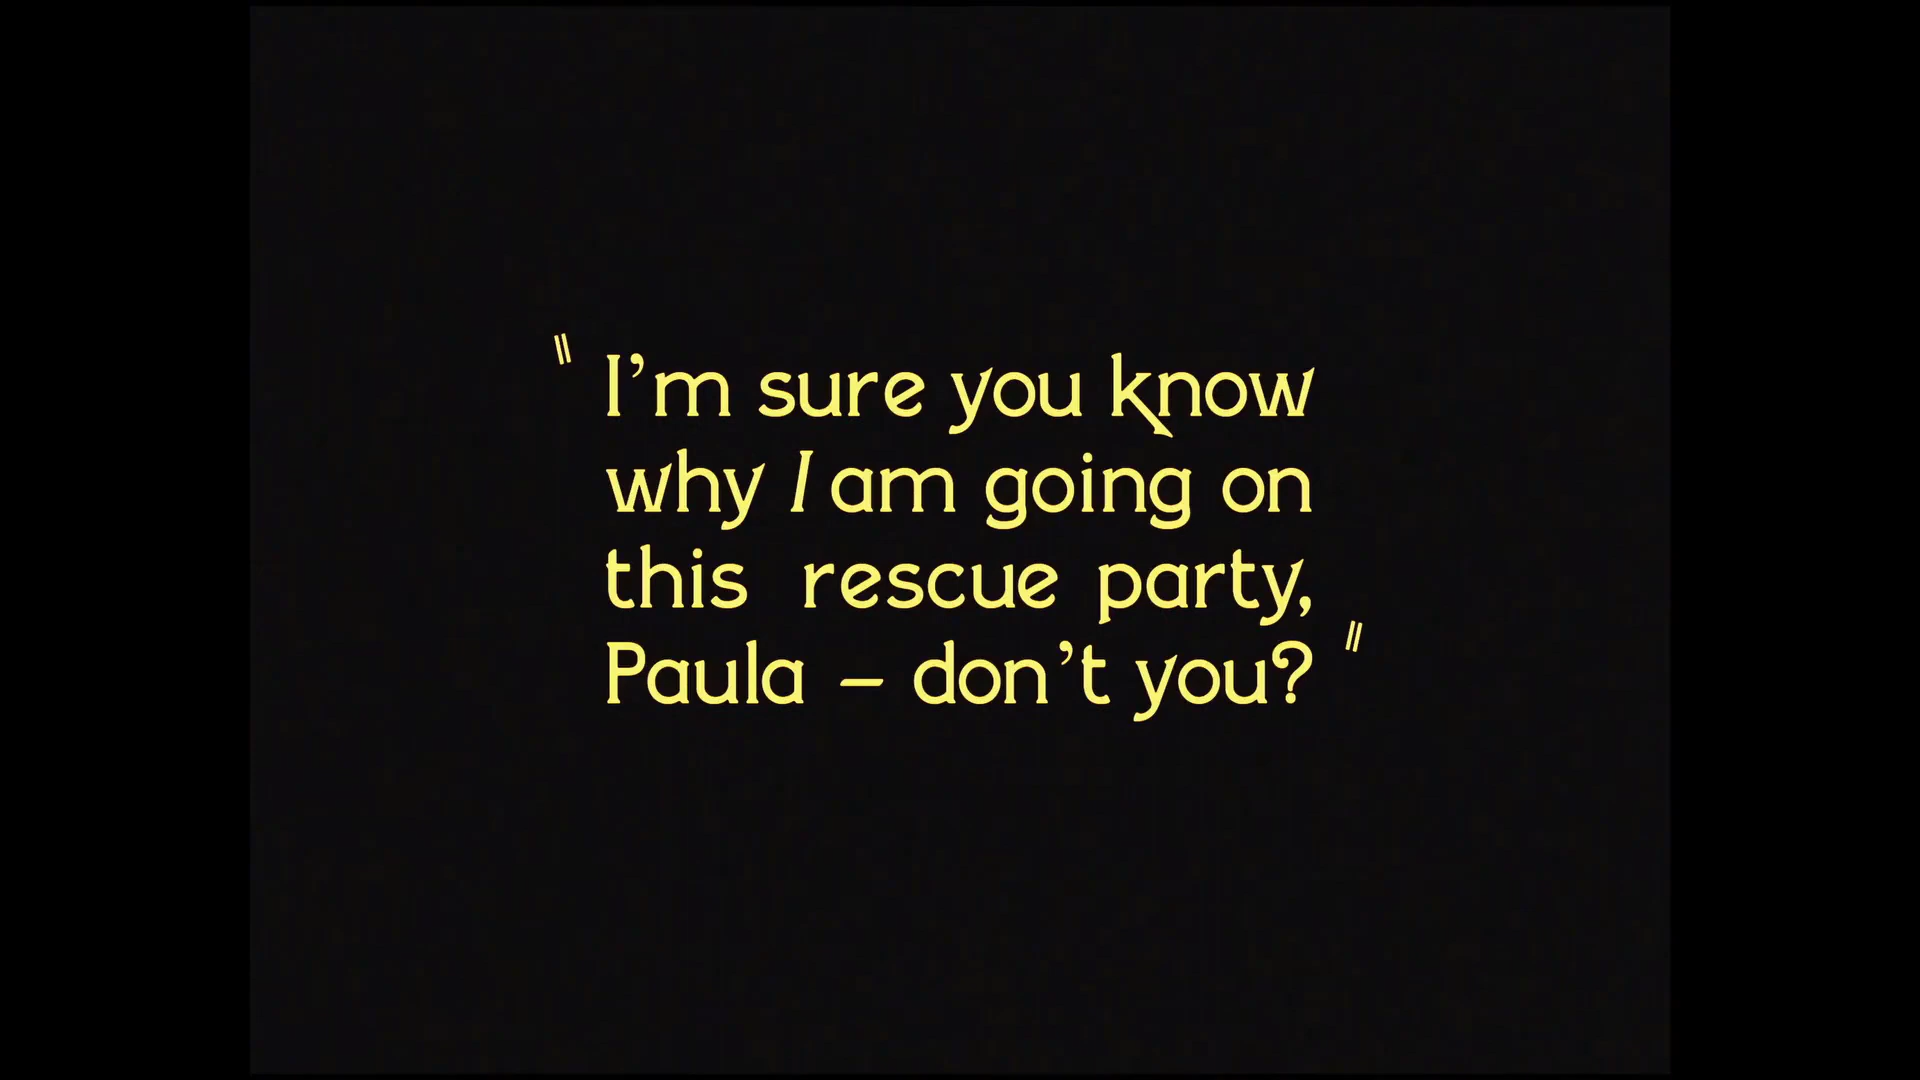 "I'm sure you know
why I am going on
this rescue party,
Paula – don't you?"